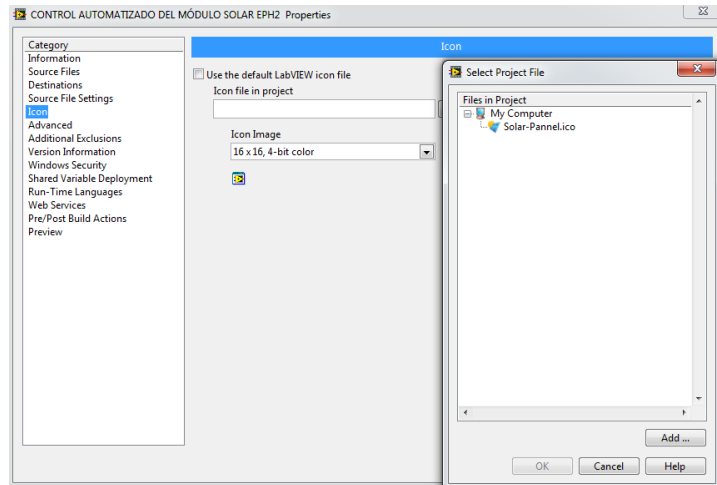 CONTROL AUTOMATIZADO DEL MÓDULO SOLAR EPH2 Properties
Category
Information
Source Files
Destinations
Source File Settings
Icon
Advanced
Additional Exclusions
Version Information
Windows Security
Shared Variable Deployment
Run-Time Languages
Web Services
Pre/Post Build Actions
Preview
Icon
Use the default LabVIEW icon file
Icon file in project
Icon Image
16 x 16, 4-bit color
Select Project File
Files in Project
My Computer
Solar-Pannel.ico
Add ...
OK
Cancel
Help